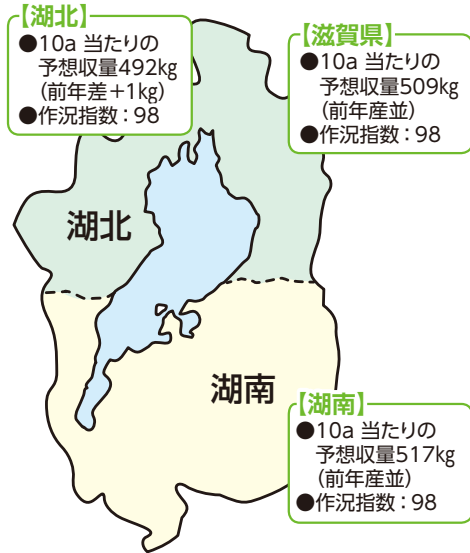 【湖北】
●10a 当たりの
予想収量492kg
(前年差+1kg)
●作況指数：98
【滋賀県】
●10a 当たりの
予想収量509kg
(前年産並)
●作況指数：98
湖北
湖南
【湖南】
●10a 当たりの
予想収量517kg
(前年産並)
●作況指数：98